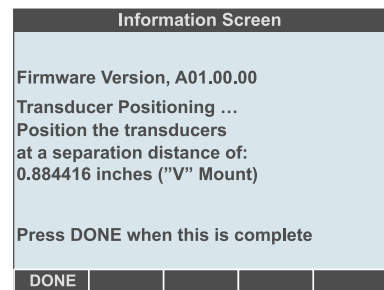 Information Screen
Firmware Version, A01.00.00
Transducer Positioning ...
Position the transducers
at a separation distance of:
0.884416 inches ("V" Mount)
Press DONE when this is complete
DONE